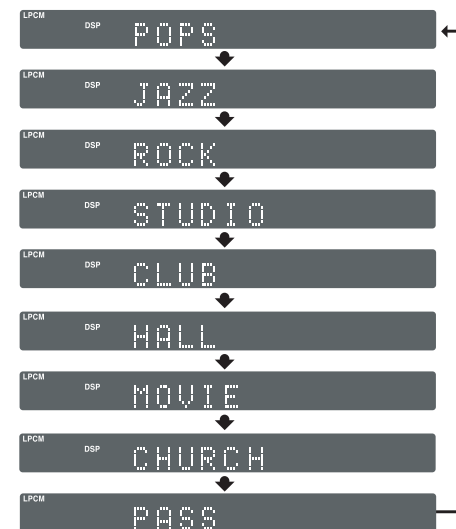 LPCM
DSP
POPS
LPCM
DSP
JAZZ
LPCM
DSP
ROCK
LPCM
DSP
STUDIO
LPCM
DSP
CLUB
LPCM
DSP
HALL
LPCM
DSP
MOVIE
LPCM
DSP
CHURCH
LPCM
PASS